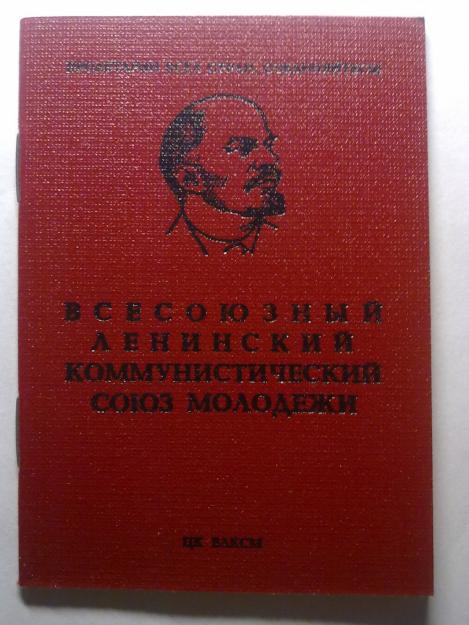 ПРОЛЕТАРИИ ВСЕХ СТРАН, СОЕДИНЯЙТЕСЬ!
ВСЕСОЮЗНЫЙ
ЛЕНИНСКИЙ
КОММУНИСТИЧЕСКИЙ
СОЮЗ МОЛОДЕЖИ
ЦК ВЛКСМ